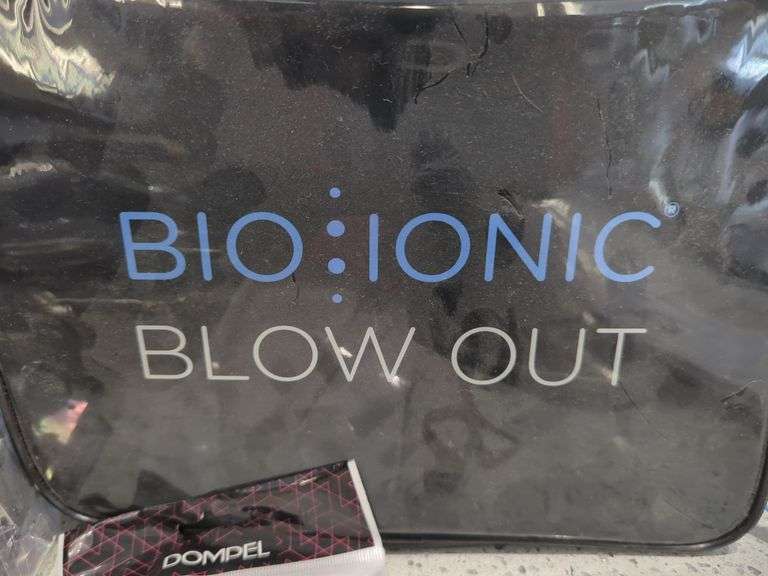 BIO IONIC®
BLOW OUT
DOMPEL